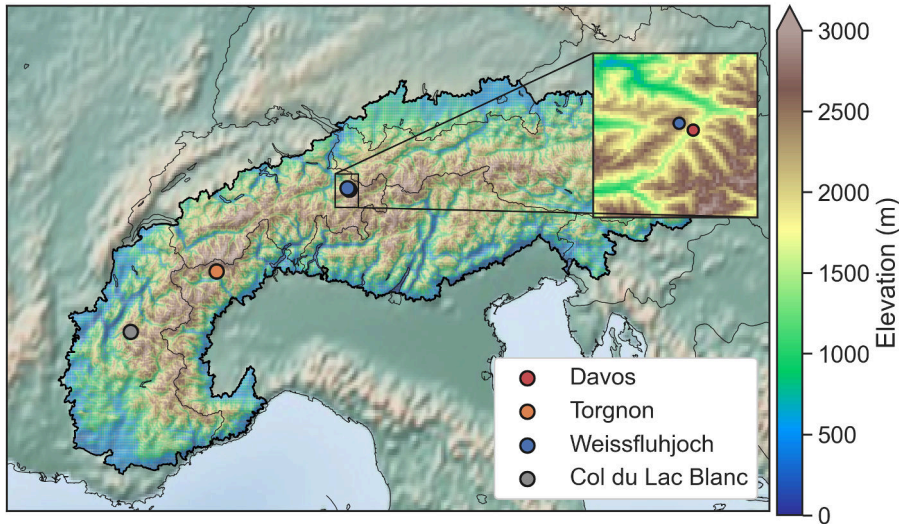 Davos
Torgnon
Weissfluhjoch
Col du Lac Blanc
3000
2500
2000
1500
1000
500
0
Elevation (m)